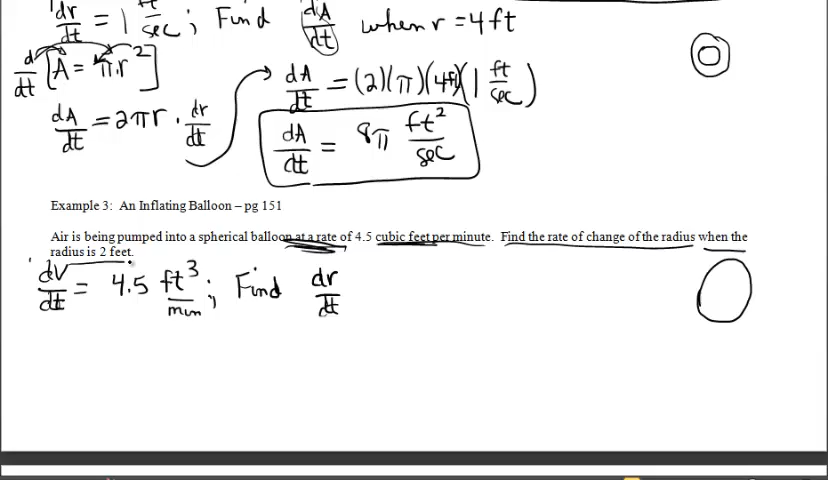 dr/dt = 1 ft/sec ; Find dA/dt when r = 4 ft
d/dt [A = π·r²]
dA/dt = (2)(π)(4ft)(1 ft/sec)
dA/dt = 2πr · dr/dt
dA/dt = 8π ft²/sec
Example 3: An Inflating Balloon – pg 151
Air is being pumped into a spherical balloon at a rate of 4.5 cubic feet per minute. Find the rate of change of the radius when the
radius is 2 feet.
dV/dt = 4.5 ft³/min ; Find dr/dt